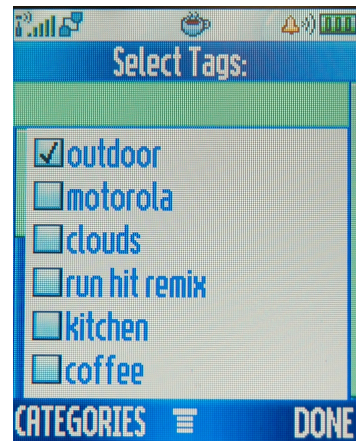 Select Tags:
outdoor
motorola
clouds
run hit remix
kitchen
coffee
CATEGORIES DONE